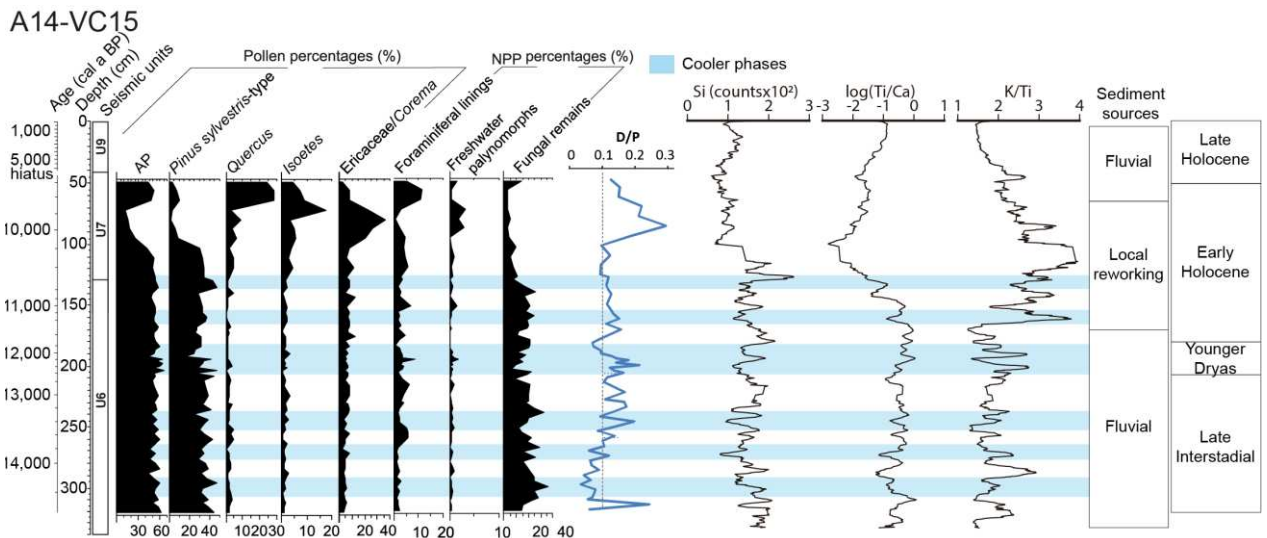 A14-VC15
Age (cal a BP)
Depth (cm)
Seismic units
Pollen percentages (%)
NPP percentages (%)
Cooler phases
AP
Pinus sylvestris-type
Quercus
Isoetes
Ericaceae/Corema
Foraminiferal linings
Freshwater
palynomorphs
Fungal remains
D/P
0 0.1 0.2 0.3
Si (counts×10²)
0 1 2 3
log(Ti/Ca)
-3 -2 -1 0 1
K/Ti
1 2 3 4
Sediment
sources
1,000
5,000
hiatus
10,000
11,000
12,000
13,000
14,000
0
50
100
150
200
250
300
U9
U7
U6
Fluvial
Local
reworking
Fluvial
Late
Holocene
Early
Holocene
Younger
Dryas
Late
Interstadial
30 60
20 40
10 20 30
10 20
20 40
10 20
10 20
10 20 40